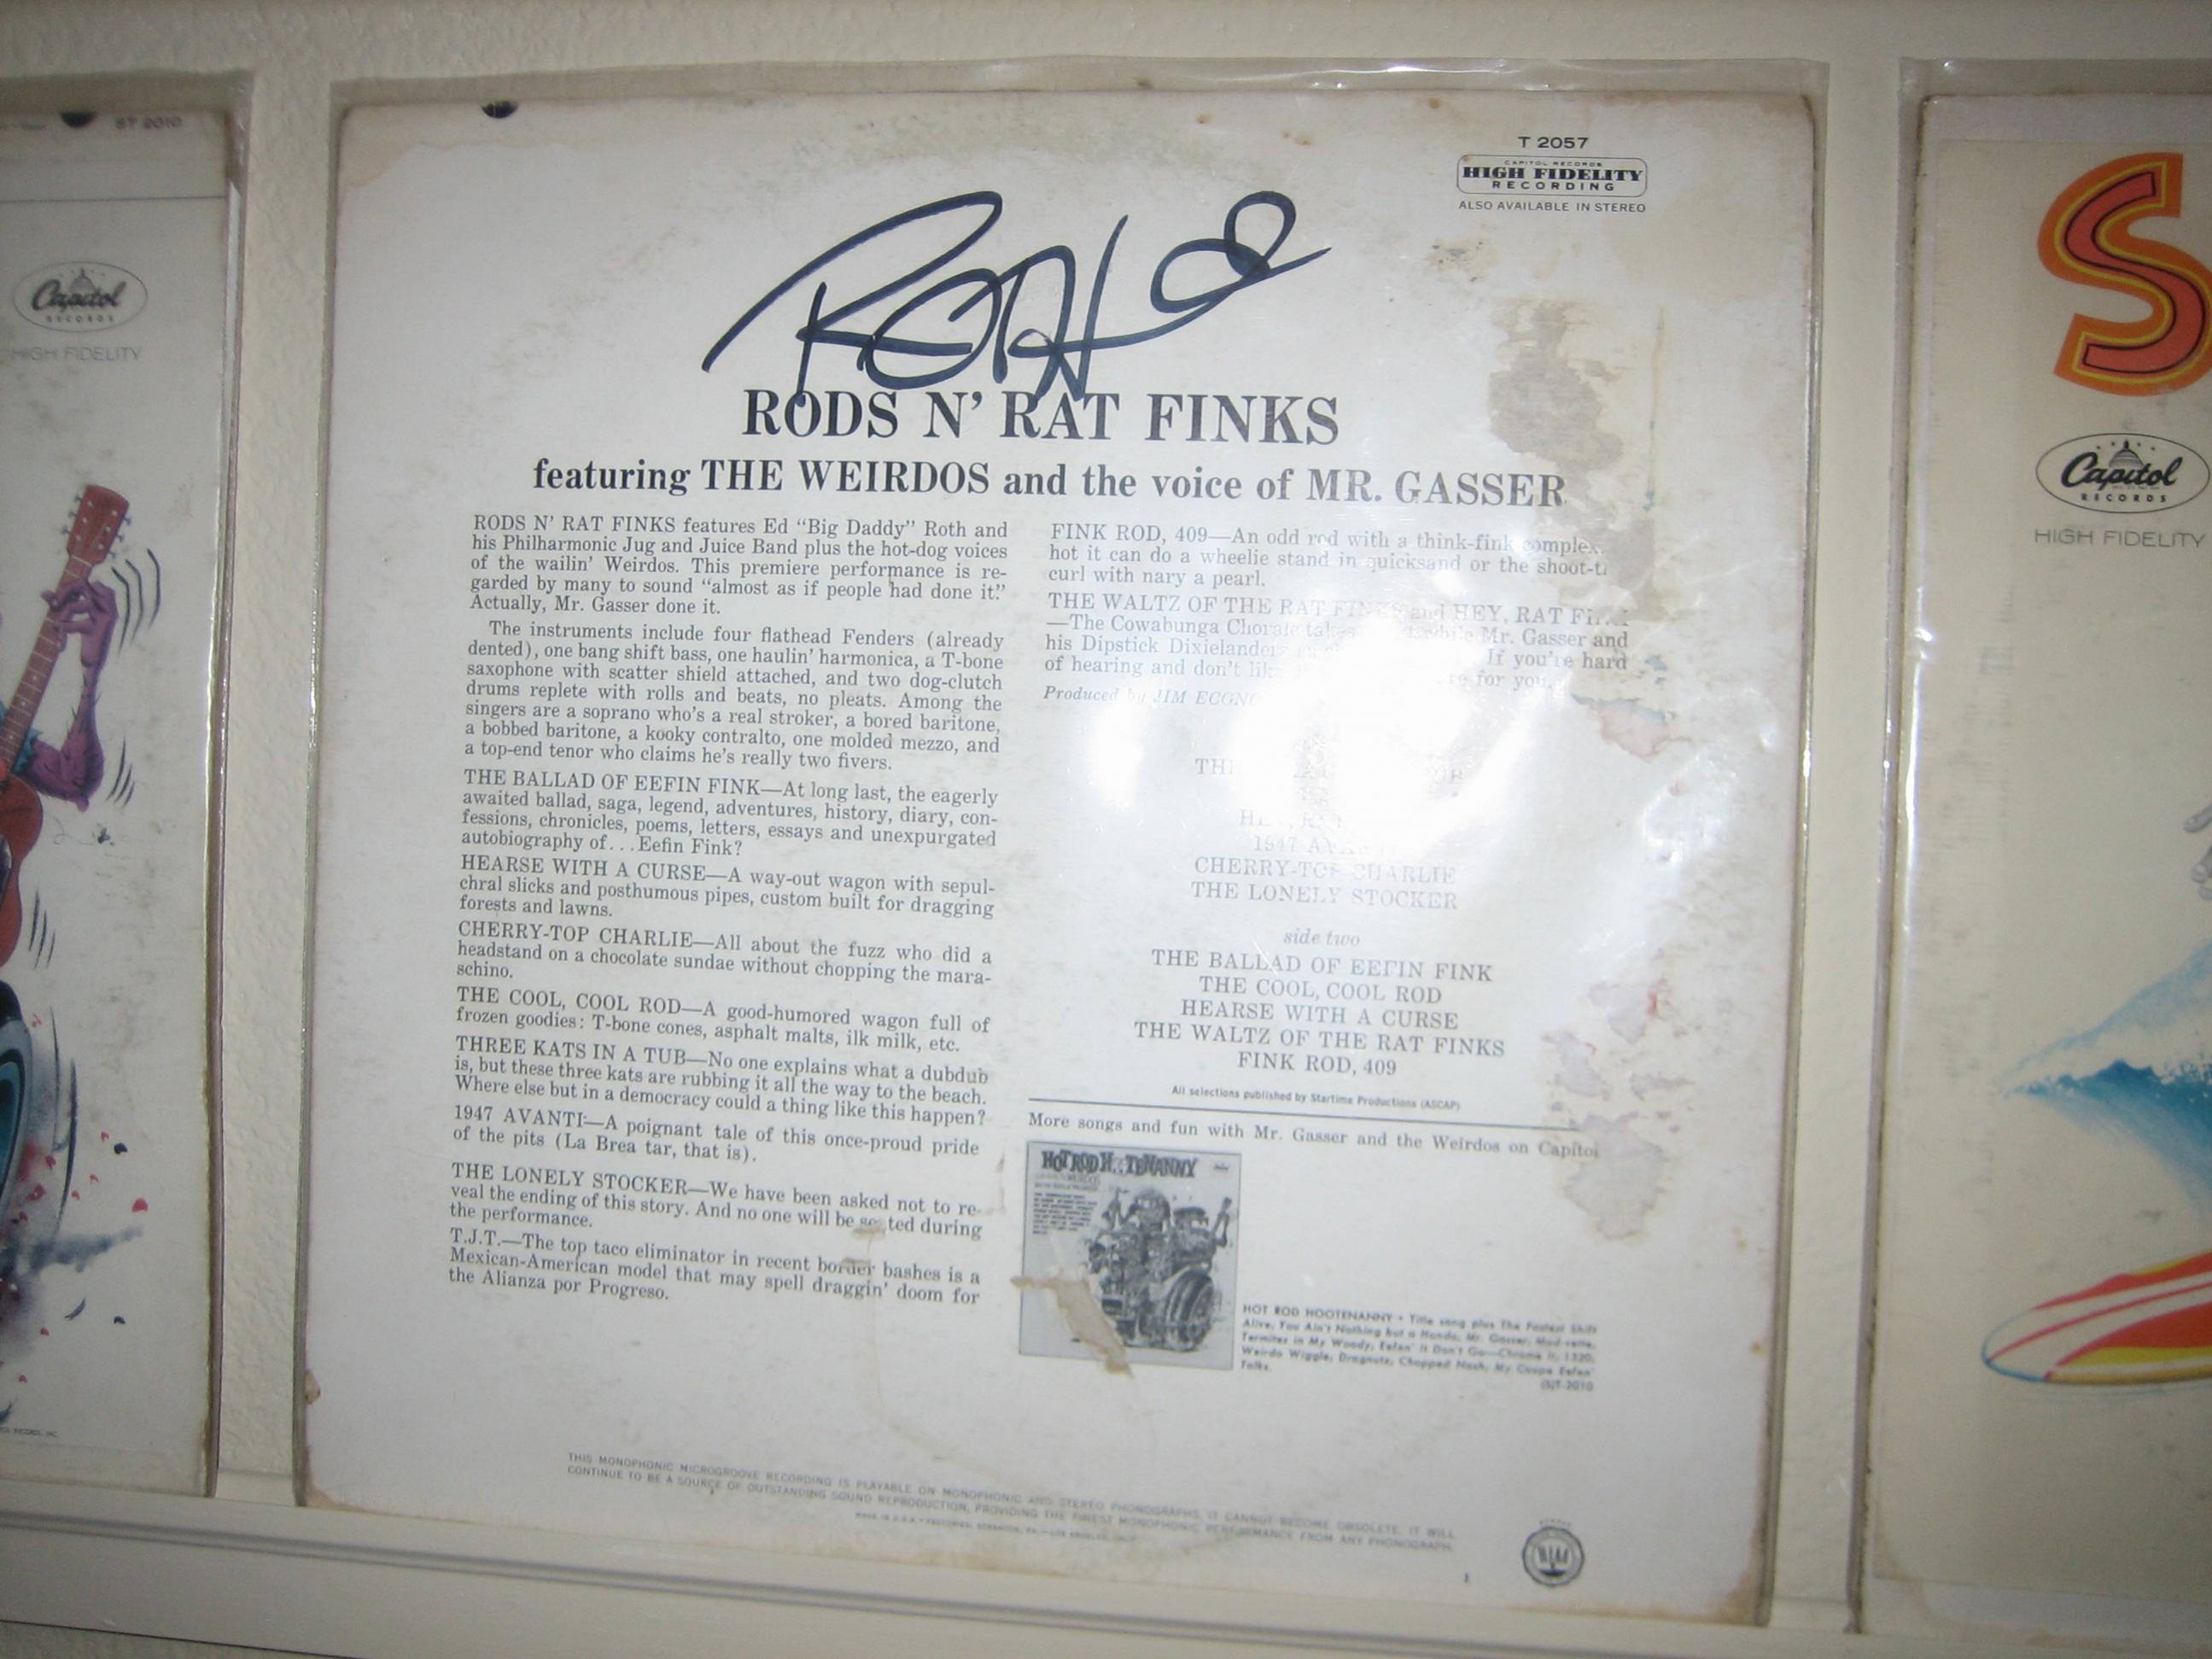 ST 2010
Capitol
RECORDS
HIGH FIDELITY
T 2057
CAPITOL RECORDS
HIGH FIDELITY
RECORDING
ALSO AVAILABLE IN STEREO
ROTH
RODS N' RAT FINKS
featuring THE WEIRDOS and the voice of MR. GASSER
RODS N' RAT FINKS features Ed "Big Daddy" Roth and
his Philharmonic Jug and Juice Band plus the hot-dog voices
of the wailin' Weirdos. This premiere performance is re-
garded by many to sound "almost as if people had done it."
Actually, Mr. Gasser done it.
The instruments include four flathead Fenders (already
dented), one bang shift bass, one haulin' harmonica, a T-bone
saxophone with scatter shield attached, and two dog-clutch
drums replete with rolls and beats, no pleats. Among the
singers are a soprano who's a real stroker, a bored baritone,
a bobbed baritone, a kooky contralto, one molded mezzo, and
a top-end tenor who claims he's really two fivers.
THE BALLAD OF EEFIN FINK—At long last, the eagerly
awaited ballad, saga, legend, adventures, history, diary, con-
fessions, chronicles, poems, letters, essays and unexpurgated
autobiography of...Eefin Fink?
HEARSE WITH A CURSE—A way-out wagon with sepul-
chral slicks and posthumous pipes, custom built for dragging
forests and lawns.
CHERRY-TOP CHARLIE—All about the fuzz who did a
headstand on a chocolate sundae without chopping the mara-
schino.
THE COOL, COOL ROD—A good-humored wagon full of
frozen goodies: T-bone cones, asphalt malts, ilk milk, etc.
THREE KATS IN A TUB—No one explains what a dubdub
is, but these three kats are rubbing it all the way to the beach.
Where else but in a democracy could a thing like this happen?
1947 AVANTI—A poignant tale of this once-proud pride
of the pits (La Brea tar, that is).
THE LONELY STOCKER—We have been asked not to re-
veal the ending of this story. And no one will be ted during
the performance.
T.J.T.—The top taco eliminator in recent border bashes is a
Mexican-American model that may spell draggin' doom for
the Alianza por Progreso.
FINK ROD, 409—An odd rod with a think-fink
hot it can do a wheelie stand in quicksand or the
curl with nary a pearl.
THE WALTZ OF THE RAT FINKS and HEY, RAT
—The Cowabunga Chorale while Mr. Gasser and
his Dipstick If you're hard
of hearing and don't for you.
Produced by JIM
1947
CHERRY-TOP CHARLIE
THE LONELY STOCKER
side two
THE BALLAD OF EEFIN FINK
THE COOL, COOL ROD
HEARSE WITH A CURSE
THE WALTZ OF THE RAT FINKS
FINK ROD, 409
All selections published by Startime Productions (ASCAP)
More songs and fun with Mr. Gasser and the Weirdos on Capitol
HOT ROD HOOTENANNY
HOT ROD HOOTENANNY • Title song plus The Fastest Shift
Alive; You Ain't Nothing but a Honda; Mr. Gasser;
Termites in My Woody; Eefen' It Don't Go—Chrome It; 1320;
Weirdo Wiggle; Dragnutz; Chopped Nash; My Coupe Eefen'
Talks.
(S)T-2010
THIS MONOPHONIC MICROGROOVE RECORDING IS PLAYABLE ON MONOPHONIC AND STEREO PHONOGRAPHS. IT CANNOT BECOME OBSOLETE. IT WILL
CONTINUE TO BE A SOURCE OF OUTSTANDING SOUND REPRODUCTION, PROVIDING THE FINEST MONOPHONIC PERFORMANCE FROM ANY PHONOGRAPH.
MADE IN U.S.A. • FACTORIES: SCRANTON, PA.—LOS ANGELES, CALIF.
1
S
Capitol
RECORDS
HIGH FIDELITY